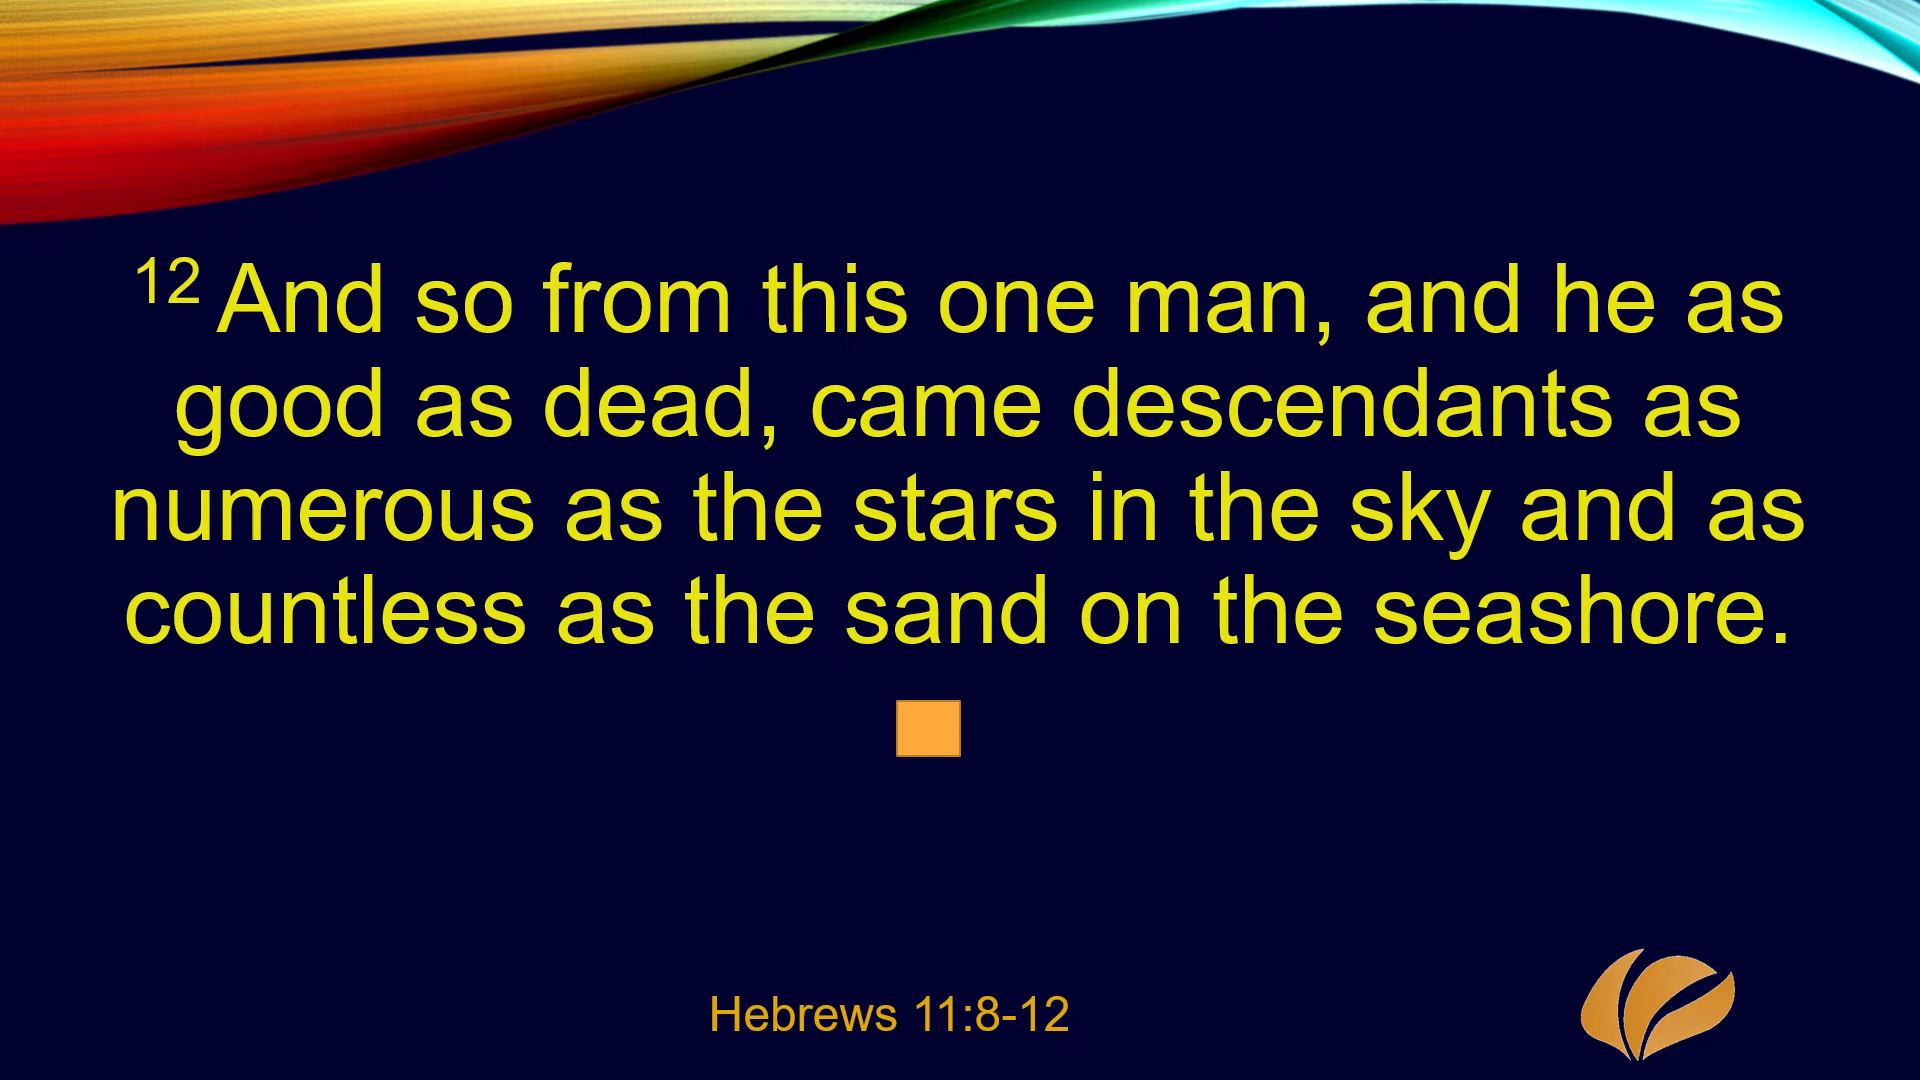 12 And so from this one man, and he as
good as dead, came descendants as
numerous as the stars in the sky and as
countless as the sand on the seashore.
Hebrews 11:8-12